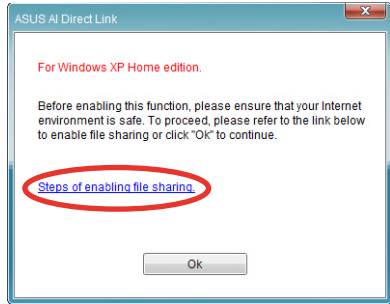 ASUS AI Direct Link
For Windows XP Home edition.
Before enabling this function, please ensure that your Internet
environment is safe. To proceed, please refer to the link below
to enable file sharing or click "Ok" to continue.
Steps of enabling file sharing.
Ok